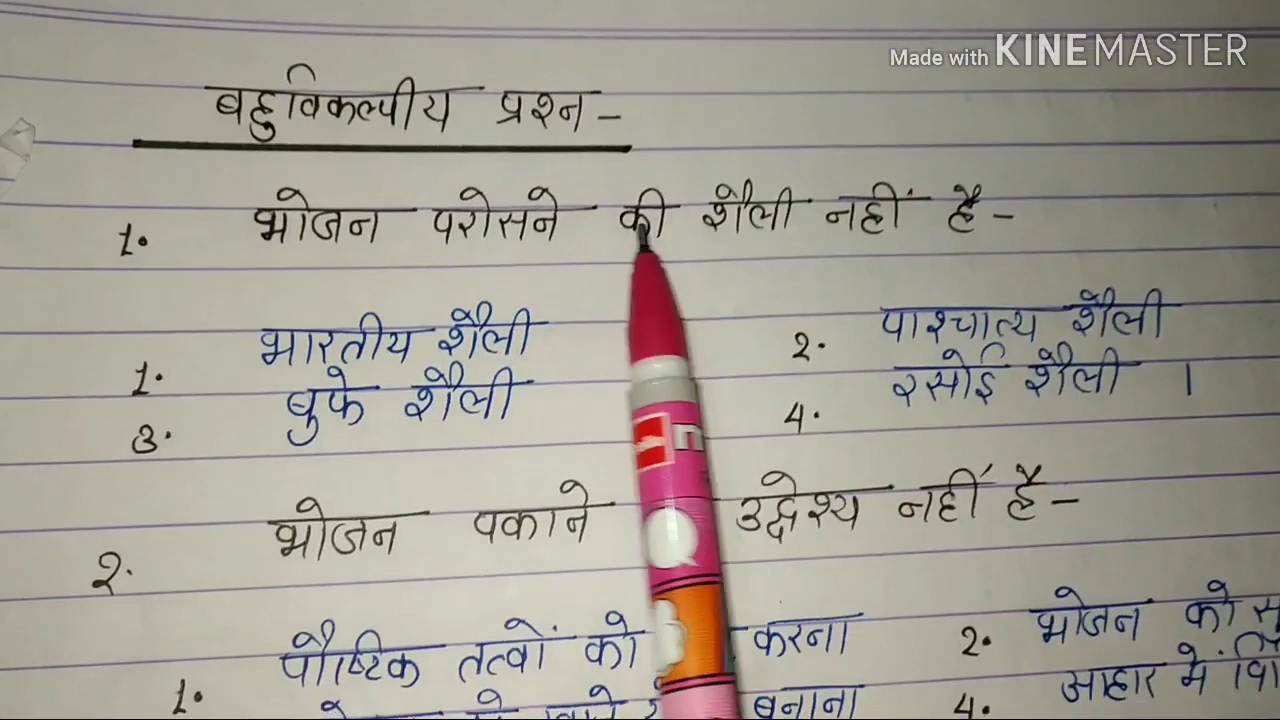 Made with KINEMASTER
बहुविकल्पीय प्रश्न -
1. भोजन परोसने की शैली नहीं है -
1. भारतीय शैली 2. पाश्चात्य शैली
3. बुफे शैली 4. रसोई शैली ।
2. भोजन पकाने उद्देश्य नहीं है -
1. पौष्टिक तत्वों को करना 2. भोजन को
बनाना 4. आहार में